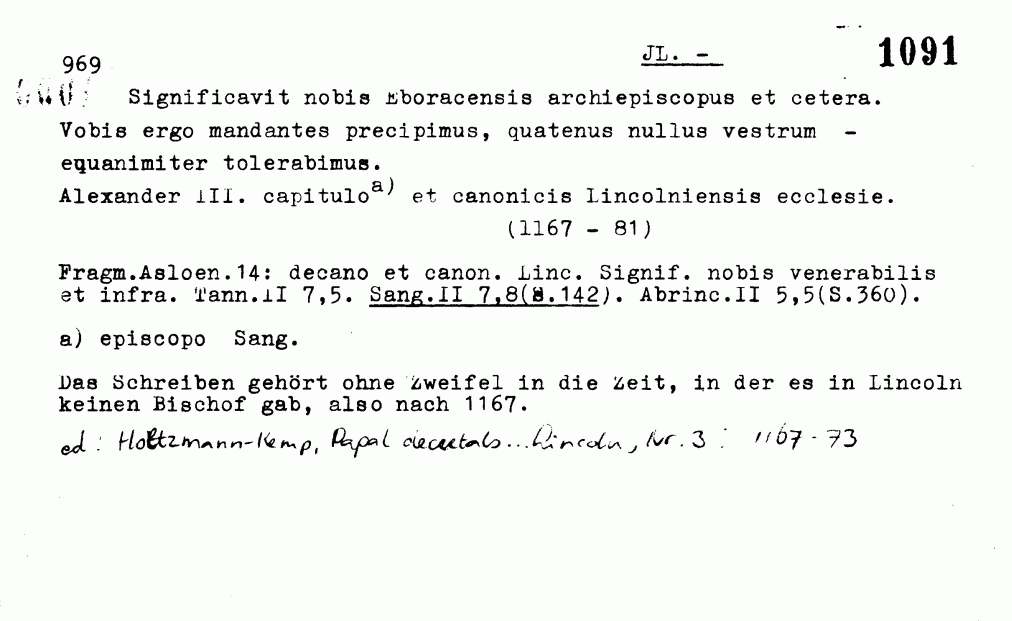 969 JL. - 1091
Significavit nobis Eboracensis archiepiscopus et cetera.
Vobis ergo mandantes precipimus, quatenus nullus vestrum -
equanimiter tolerabimus.
Alexander III. capitulo a) et canonicis Lincolniensis ecclesie.
(1167 - 81)
Fragm.Asloen.14: decano et canon. Linc. Signif. nobis venerabilis
et infra. Tann.II 7,5. Sang.II 7,8(S.142). Abrinc.II 5,5(S.360).
a) episcopo Sang.
Das Schreiben gehört ohne Zweifel in die Zeit, in der es in Lincoln
keinen Bischof gab, also nach 1167.
ed: Holtzmann-Kemp, Papal decretals... Lincoln, Nr. 3 : 1167-73